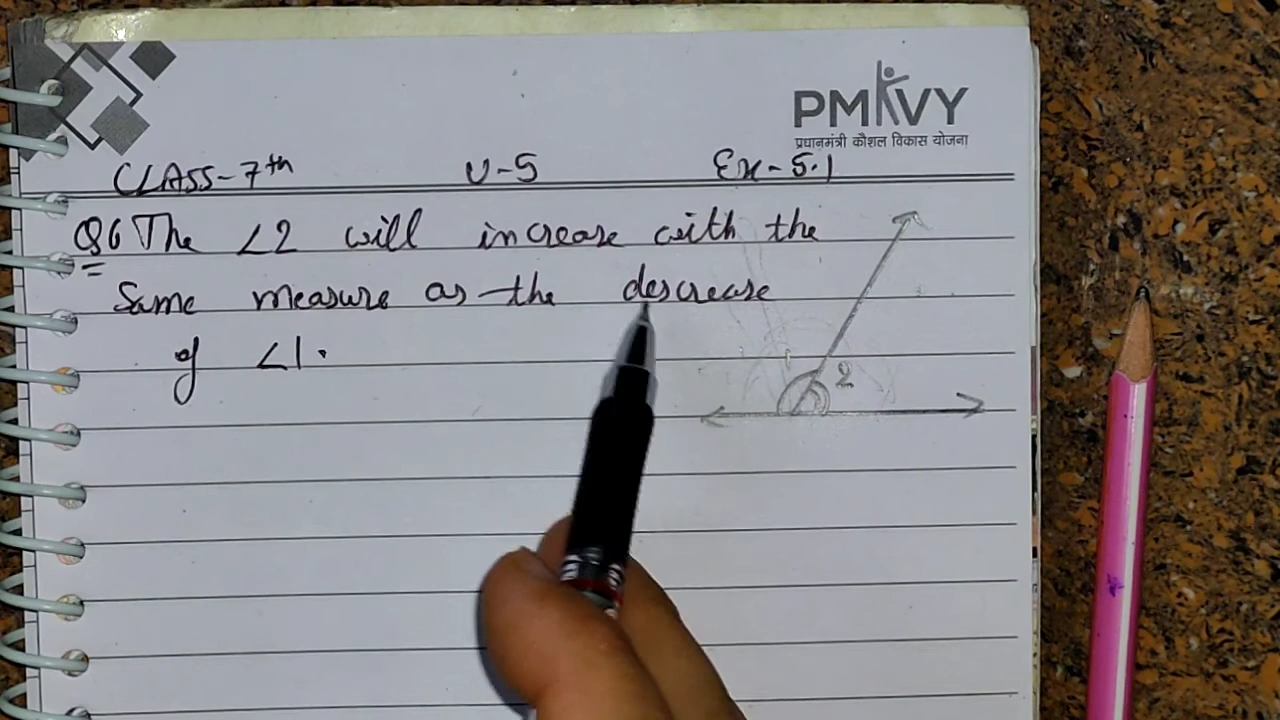 PMKVY
प्रधानमंत्री कौशल विकास योजना
CLASS-7th U-5 Ex-5.1
Q6 The ∠2 will increase with the
Same measure as the descrease
of ∠1.
2